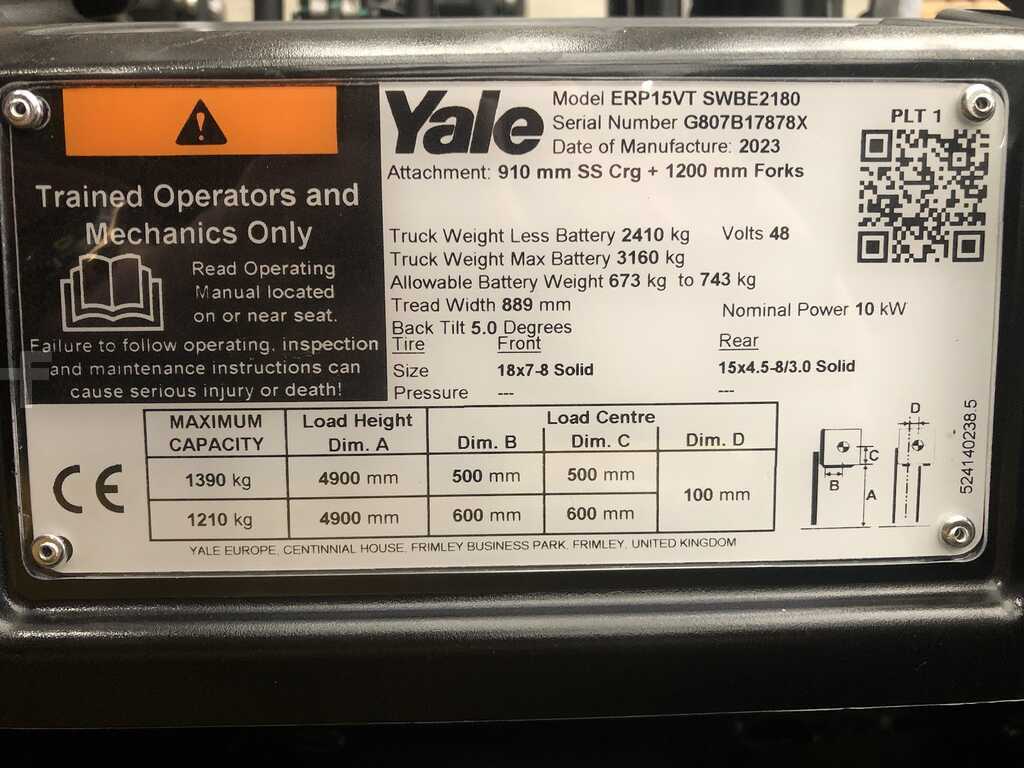 Trained Operators and
Mechanics Only
Read Operating
Manual located
on or near seat.
Failure to follow operating, inspection
and maintenance instructions can
cause serious injury or death!
Yale
Model ERP15VT SWBE2180
Serial Number G807B17878X
Date of Manufacture: 2023
Attachment: 910 mm SS Crg + 1200 mm Forks
PLT 1
Truck Weight Less Battery 2410 kg Volts 48
Truck Weight Max Battery 3160 kg
Allowable Battery Weight 673 kg to 743 kg
Tread Width 889 mm Nominal Power 10 kW
Back Tilt 5.0 Degrees
Tire Front Rear
Size 18x7-8 Solid 15x4.5-8/3.0 Solid
Pressure --- ---
MAXIMUM CAPACITY Load Height Dim. A Load Centre
Dim. B Dim. C Dim. D
1390 kg 4900 mm 500 mm 500 mm 100 mm
1210 kg 4900 mm 600 mm 600 mm
CE
D
C
B
A
524140238.5
YALE EUROPE, CENTINNIAL HOUSE, FRIMLEY BUSINESS PARK, FRIMLEY, UNITED KINGDOM